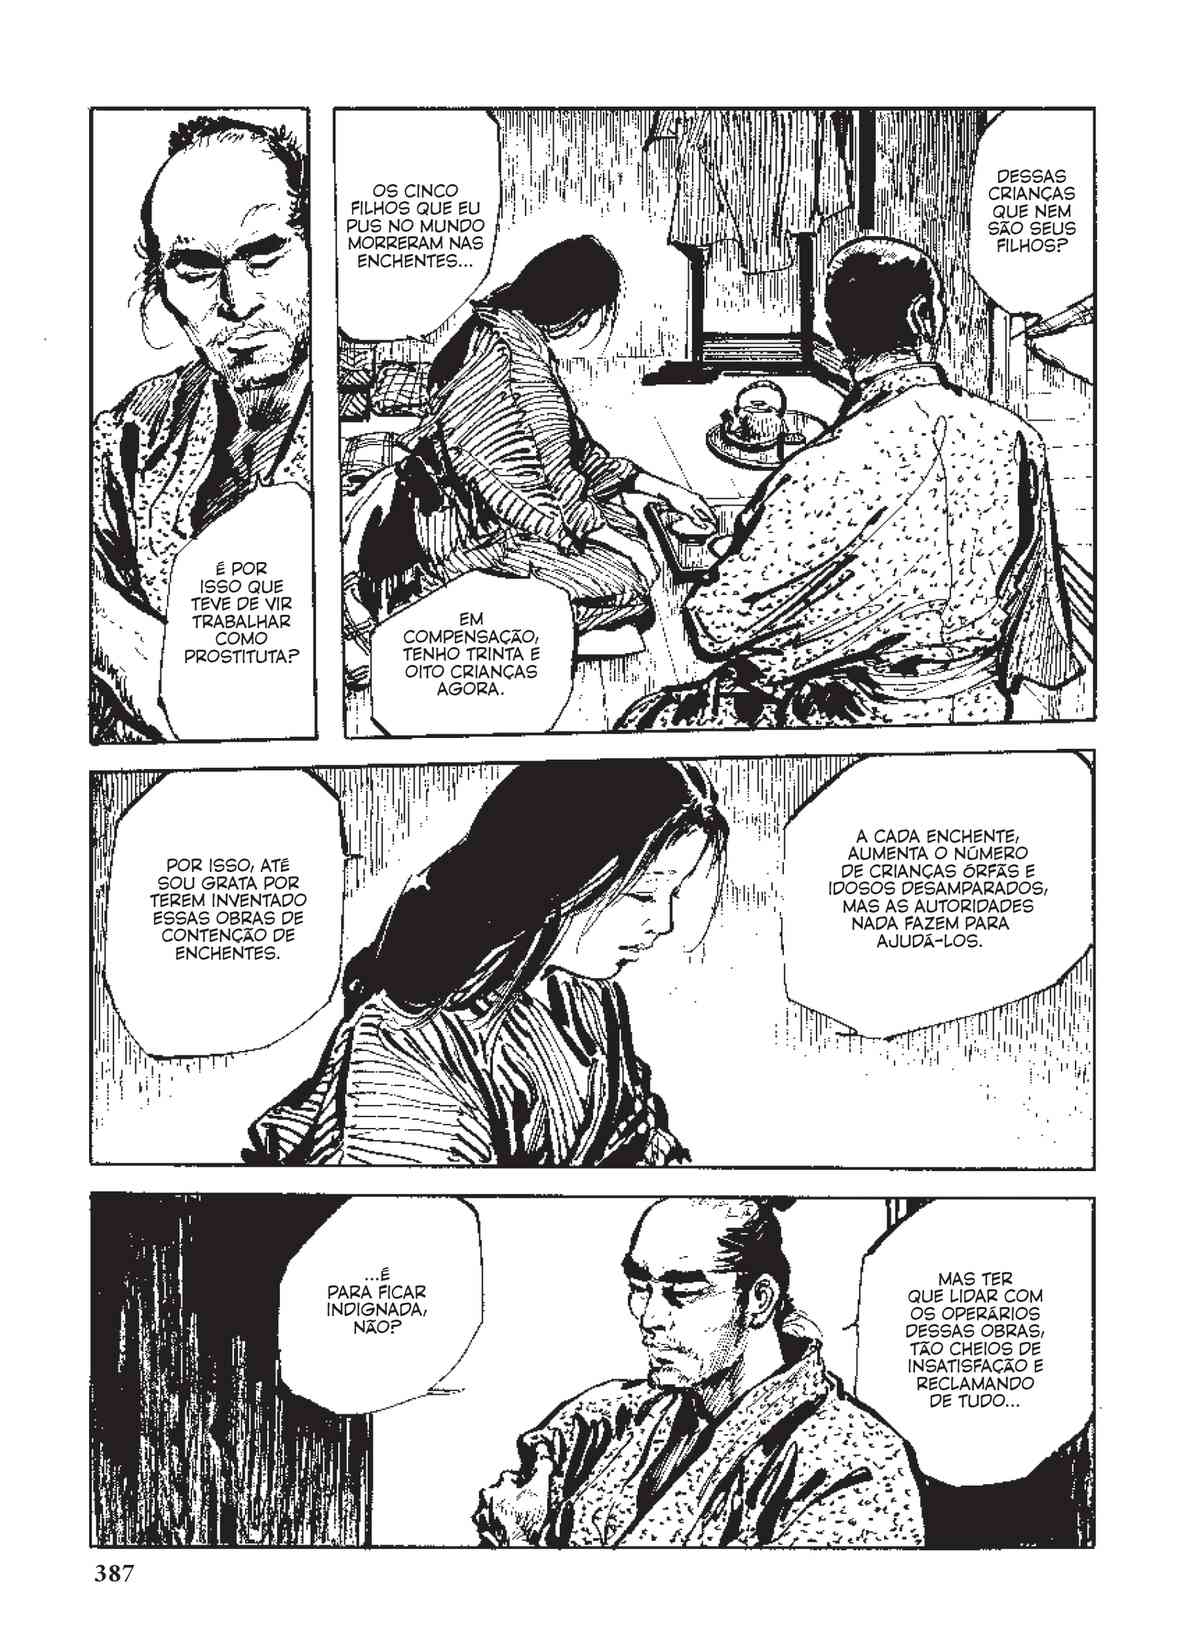 DESSAS
CRIANÇAS
QUE NEM
SÃO SEUS
FILHOS?
OS CINCO
FILHOS QUE EU
PUS NO MUNDO
MORRERAM NAS
ENCHENTES...
EM
COMPENSAÇÃO,
TENHO TRINTA E
OITO CRIANÇAS
AGORA.
É POR
ISSO QUE
TEVE DE VIR
TRABALHAR
COMO
PROSTITUTA?
A CADA ENCHENTE,
AUMENTA O NÚMERO
DE CRIANÇAS ÓRFÃS E
IDOSOS DESAMPARADOS,
MAS AS AUTORIDADES
NADA FAZEM PARA
AJUDÁ-LOS.
POR ISSO, ATÉ
SOU GRATA POR
TEREM INVENTADO
ESSAS OBRAS DE
CONTENÇÃO DE
ENCHENTES.
MAS TER
QUE LIDAR COM
OS OPERÁRIOS
DESSAS OBRAS,
TÃO CHEIOS DE
INSATISFAÇÃO E
RECLAMANDO
DE TUDO...
...É
PARA FICAR
INDIGNADA,
NÃO?
387